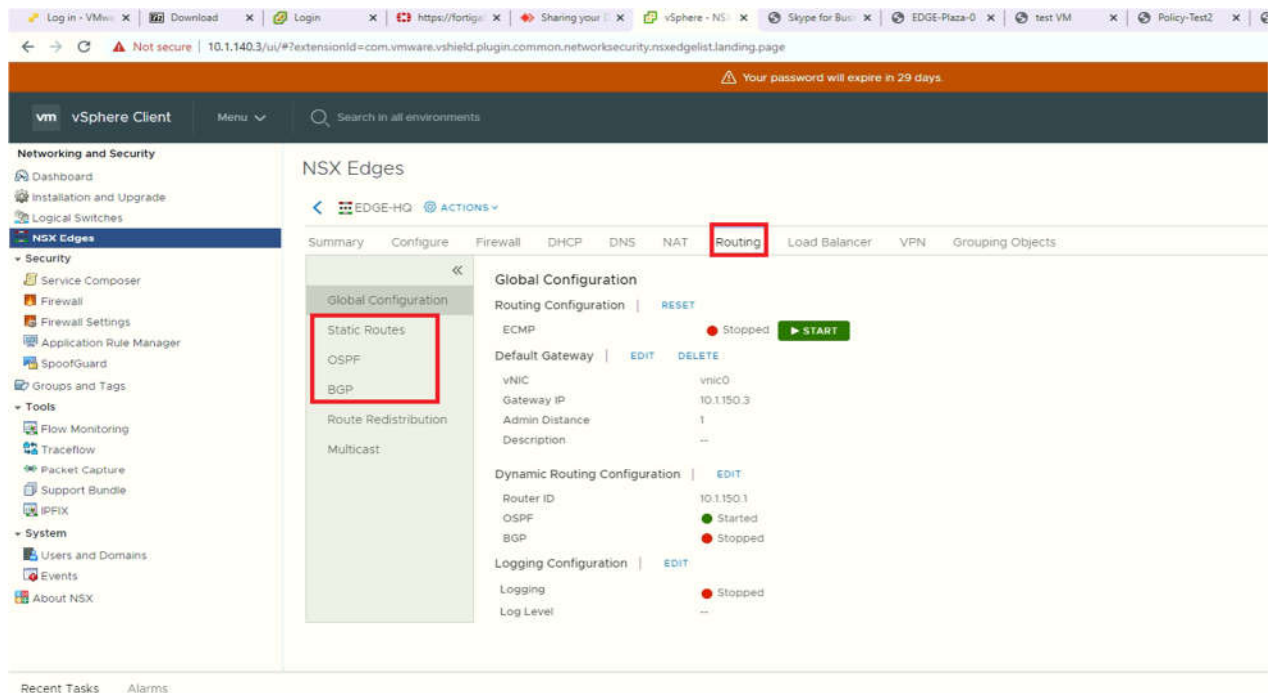 Log in - VMw
Download
Login
https://fortig
Sharing your
vSphere - NS
Skype for Bus
EDGE-Plaza-0
test VM
Policy-Test2
Not secure | 10.1.140.3/ui/#?extensionId=com.vmware.vshield.plugin.common.networksecurity.nsxedgelist.landing.page
Your password will expire in 29 days.
vm vSphere Client Menu Search in all environments
Networking and Security
Dashboard
Installation and Upgrade
Logical Switches
NSX Edges
Security
Service Composer
Firewall
Firewall Settings
Application Rule Manager
SpoofGuard
Groups and Tags
Tools
Flow Monitoring
Traceflow
Packet Capture
Support Bundle
IPFIX
System
Users and Domains
Events
About NSX
NSX Edges
EDGE-HQ ACTIONS
Summary Configure Firewall DHCP DNS NAT Routing Load Balancer VPN Grouping Objects
Global Configuration
Static Routes
OSPF
BGP
Route Redistribution
Multicast
Global Configuration
Routing Configuration | RESET
ECMP Stopped START
Default Gateway | EDIT DELETE
vNIC vnic0
Gateway IP 10.1.150.3
Admin Distance 1
Description --
Dynamic Routing Configuration | EDIT
Router ID 10.1.150.1
OSPF Started
BGP Stopped
Logging Configuration | EDIT
Logging Stopped
Log Level --
Recent Tasks Alarms